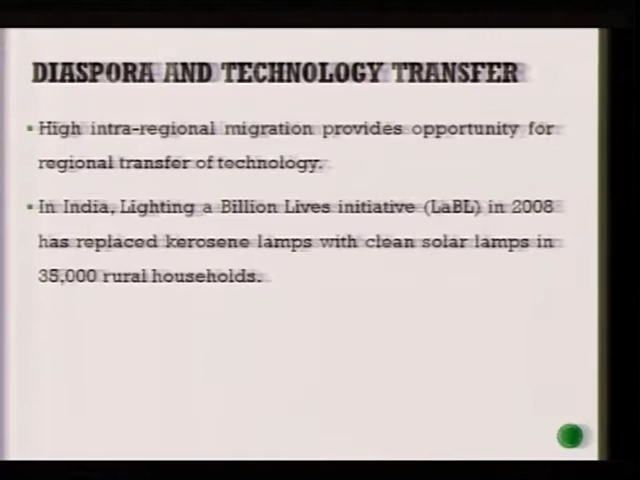 DIASPORA AND TECHNOLOGY TRANSFER
▪ High intra-regional migration provides opportunity for
regional transfer of technology.
▪ In India, Lighting a Billion Lives initiative (LaBL) in 2008
has replaced kerosene lamps with clean solar lamps in
35,000 rural households.